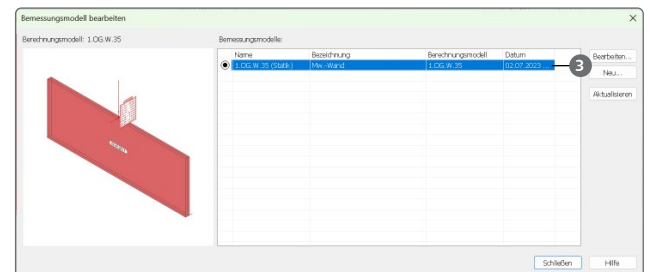 Bemessungsmodell bearbeiten
Berechnungsmodell: 1.OG.W.35
Bemessungsmodelle:
Name Bezeichnung Berechnungsmodell Datum
1.OG.W.35 (Statik) Mw.-Wand 1.OG.W.35 02.07.2023 ...
3
Bearbeiten...
Neu...
Aktualisieren
Schließen Hilfe